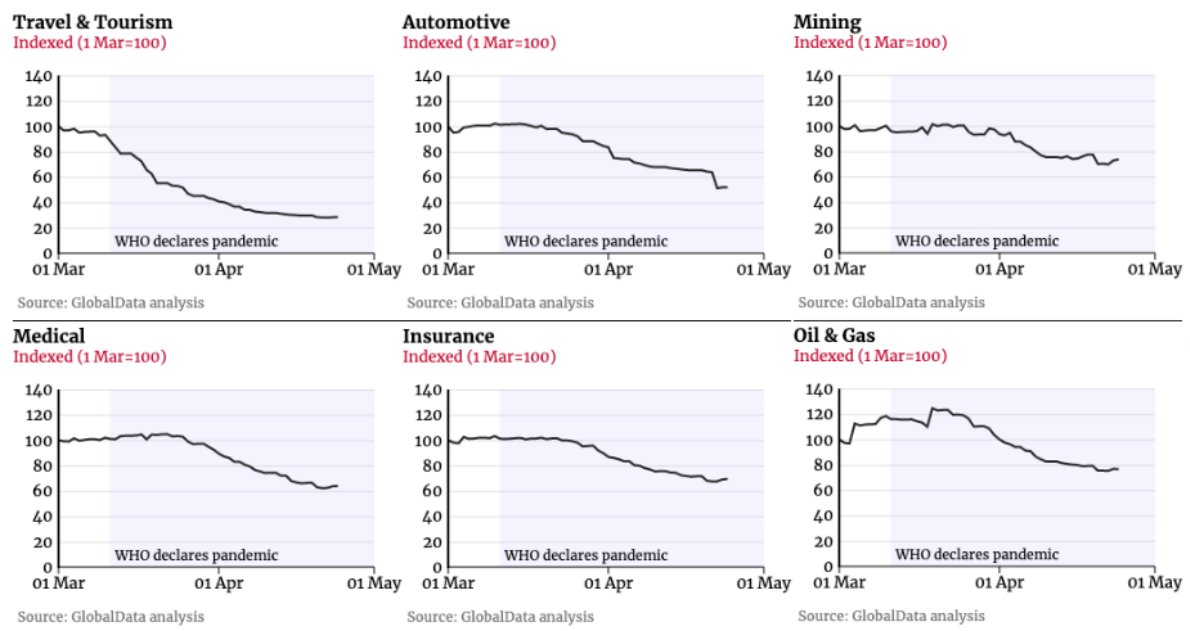 Travel & Tourism
Indexed (1 Mar=100)
140
120
100
80
60
40
20
0
WHO declares pandemic
01 Mar
01 Apr
01 May
Source: GlobalData analysis
Automotive
Indexed (1 Mar=100)
140
120
100
80
60
40
20
0
WHO declares pandemic
01 Mar
01 Apr
01 May
Source: GlobalData analysis
Mining
Indexed (1 Mar=100)
140
120
100
80
60
40
20
0
WHO declares pandemic
01 Mar
01 Apr
01 May
Source: GlobalData analysis
Medical
Indexed (1 Mar=100)
140
120
100
80
60
40
20
0
WHO declares pandemic
01 Mar
01 Apr
01 May
Source: GlobalData analysis
Insurance
Indexed (1 Mar=100)
140
120
100
80
60
40
20
0
WHO declares pandemic
01 Mar
01 Apr
01 May
Source: GlobalData analysis
Oil & Gas
Indexed (1 Mar=100)
140
120
100
80
60
40
20
0
WHO declares pandemic
01 Mar
01 Apr
01 May
Source: GlobalData analysis